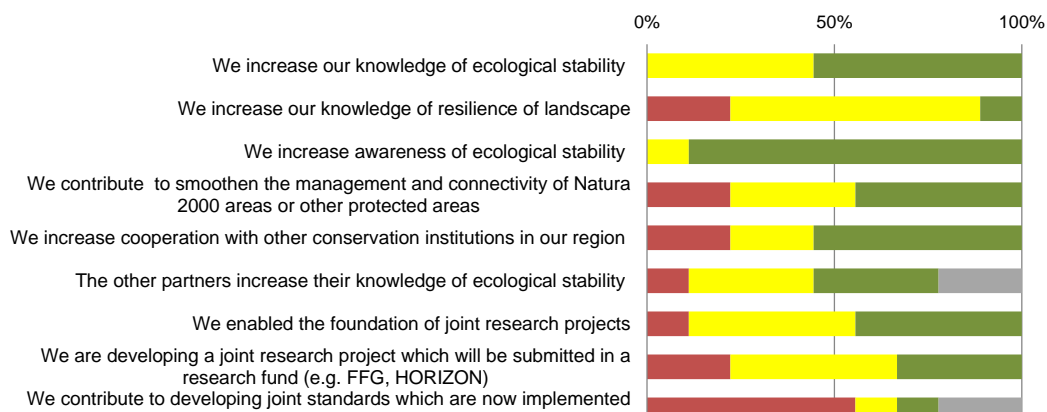 0% 50% 100%
We increase our knowledge of ecological stability
We increase our knowledge of resilience of landscape
We increase awareness of ecological stability
We contribute to smoothen the management and connectivity of Natura
2000 areas or other protected areas
We increase cooperation with other conservation institutions in our region
The other partners increase their knowledge of ecological stability
We enabled the foundation of joint research projects
We are developing a joint research project which will be submitted in a
research fund (e.g. FFG, HORIZON)
We contribute to developing joint standards which are now implemented